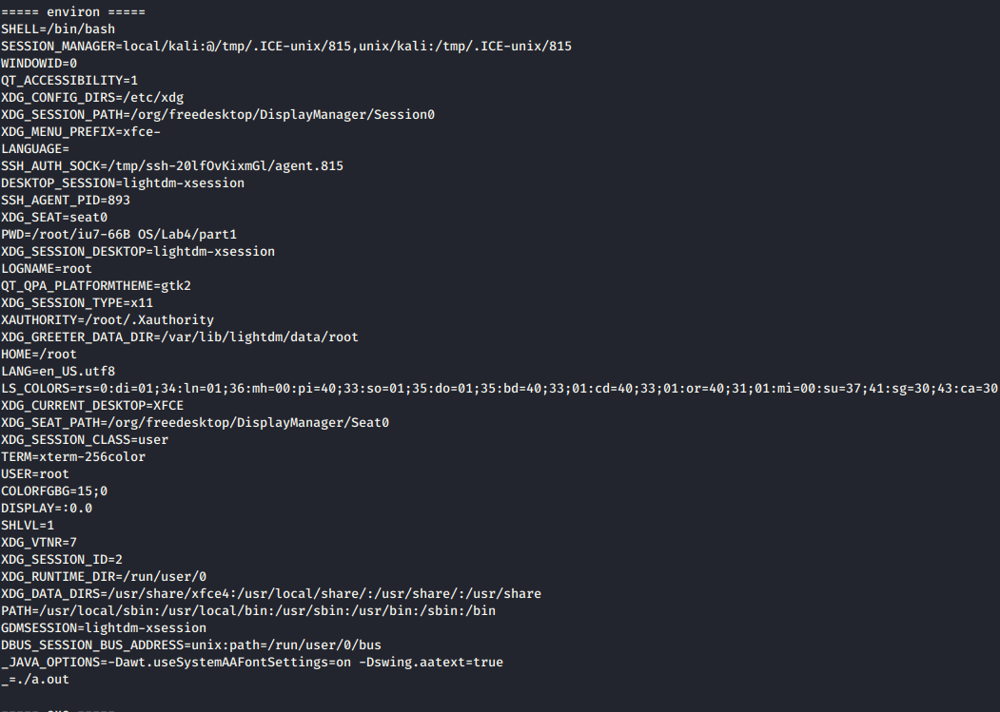 ===== environ =====
SHELL=/bin/bash
SESSION_MANAGER=local/kali:@/tmp/.ICE-unix/815,unix/kali:/tmp/.ICE-unix/815
WINDOWID=0
QT_ACCESSIBILITY=1
XDG_CONFIG_DIRS=/etc/xdg
XDG_SESSION_PATH=/org/freedesktop/DisplayManager/Session0
XDG_MENU_PREFIX=xfce-
LANGUAGE=
SSH_AUTH_SOCK=/tmp/ssh-20lfOvKixmGl/agent.815
DESKTOP_SESSION=lightdm-xsession
SSH_AGENT_PID=893
XDG_SEAT=seat0
PWD=/root/iu7-66B OS/Lab4/part1
XDG_SESSION_DESKTOP=lightdm-xsession
LOGNAME=root
QT_QPA_PLATFORMTHEME=gtk2
XDG_SESSION_TYPE=x11
XAUTHORITY=/root/.Xauthority
XDG_GREETER_DATA_DIR=/var/lib/lightdm/data/root
HOME=/root
LANG=en_US.utf8
LS_COLORS=rs=0:di=01;34:ln=01;36:mh=00:pi=40;33:so=01;35:do=01;35:bd=40;33;01:cd=40;33;01:or=40;31;01:mi=00:su=37;41:sg=30;43:ca=30
XDG_CURRENT_DESKTOP=XFCE
XDG_SEAT_PATH=/org/freedesktop/DisplayManager/Seat0
XDG_SESSION_CLASS=user
TERM=xterm-256color
USER=root
COLORFGBG=15;0
DISPLAY=:0.0
SHLVL=1
XDG_VTNR=7
XDG_SESSION_ID=2
XDG_RUNTIME_DIR=/run/user/0
XDG_DATA_DIRS=/usr/share/xfce4:/usr/local/share/:/usr/share/:/usr/share
PATH=/usr/local/sbin:/usr/local/bin:/usr/sbin:/usr/bin:/sbin:/bin
GDMSESSION=lightdm-xsession
DBUS_SESSION_BUS_ADDRESS=unix:path=/run/user/0/bus
_JAVA_OPTIONS=-Dawt.useSystemAAFontSettings=on -Dswing.aatext=true
_=./a.out